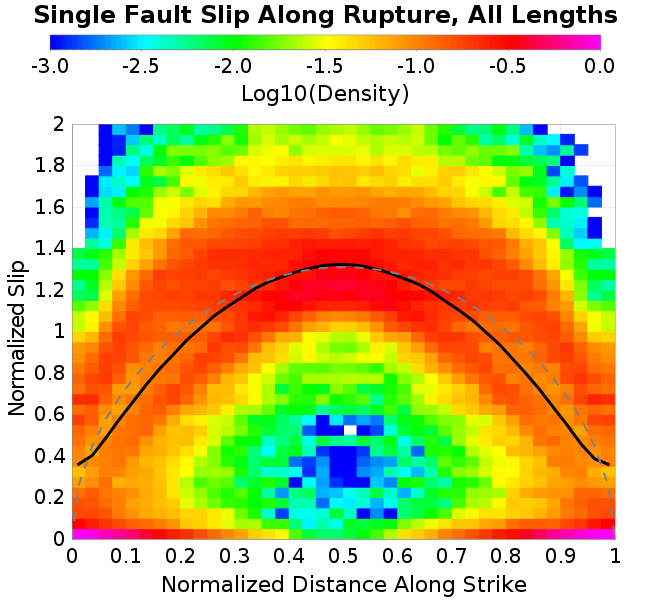 Single Fault Slip Along Rupture, All Lengths
-3.0 -2.5 -2.0 -1.5 -1.0 -0.5 0.0
Log10(Density)
2
1.8
1.6
1.4
1.2
1
0.8
0.6
0.4
0.2
0
Normalized Slip
0 0.1 0.2 0.3 0.4 0.5 0.6 0.7 0.8 0.9 1
Normalized Distance Along Strike